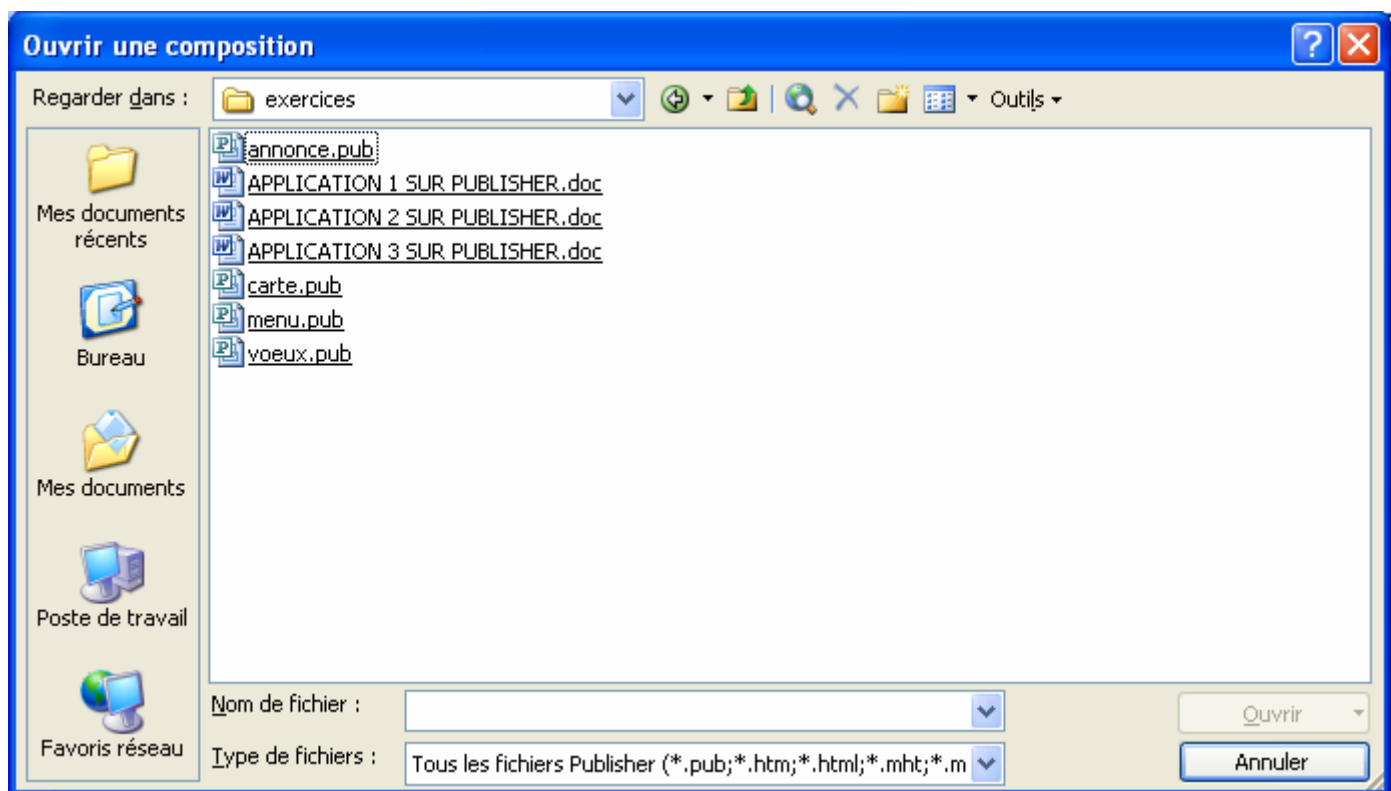 Ouvrir une composition
Regarder dans :
exercices
Outils
Mes documents
récents
Bureau
Mes documents
Poste de travail
Favoris réseau
annonce.pub
APPLICATION 1 SUR PUBLISHER.doc
APPLICATION 2 SUR PUBLISHER.doc
APPLICATION 3 SUR PUBLISHER.doc
carte.pub
menu.pub
voeux.pub
Nom de fichier :
Ouvrir
Type de fichiers :
Tous les fichiers Publisher (*.pub;*.htm;*.html;*.mht;*.m
Annuler